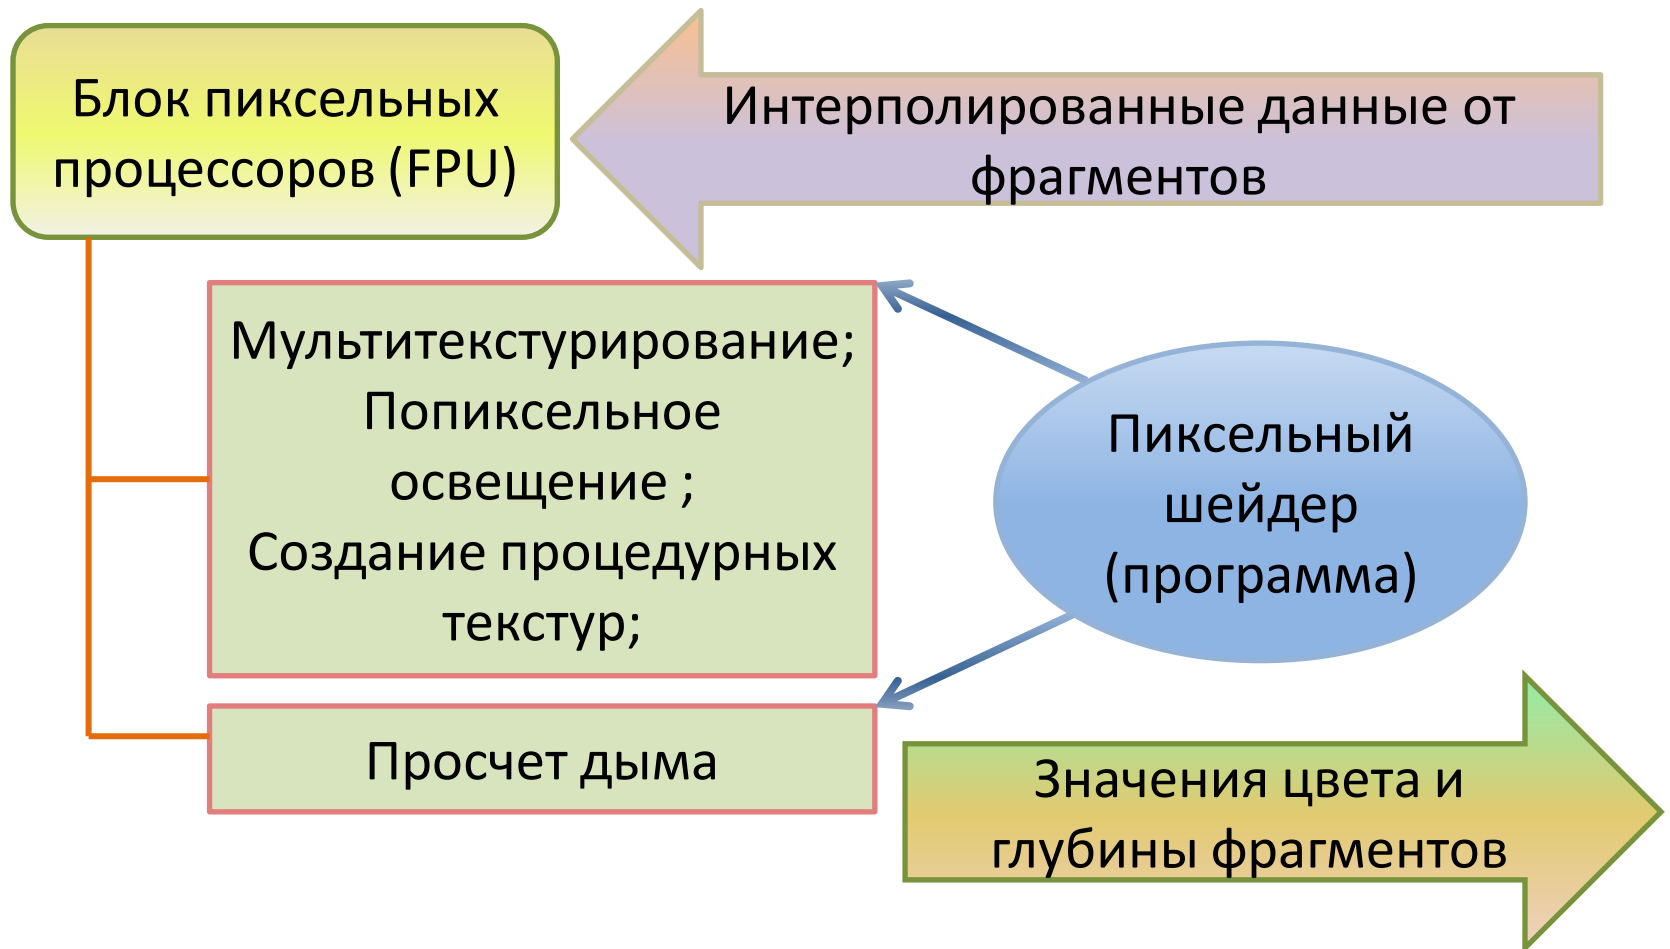 Блок пиксельных
процессоров (FPU)
Интерполированные данные от
фрагментов
Мультитекстурирование;
Попиксельное
освещение ;
Создание процедурных
текстур;
Пиксельный
шейдер
(программа)
Просчет дыма
Значения цвета и
глубины фрагментов